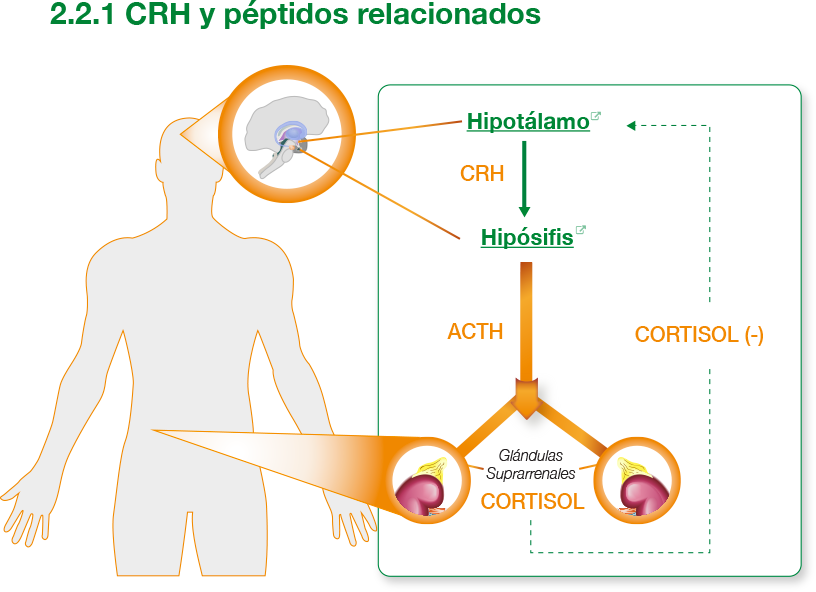 2.2.1 CRH y péptidos relacionados
Hipotálamo
CRH
Hipósifis
ACTH
CORTISOL (-)
Glándulas
Suprarrenales
CORTISOL